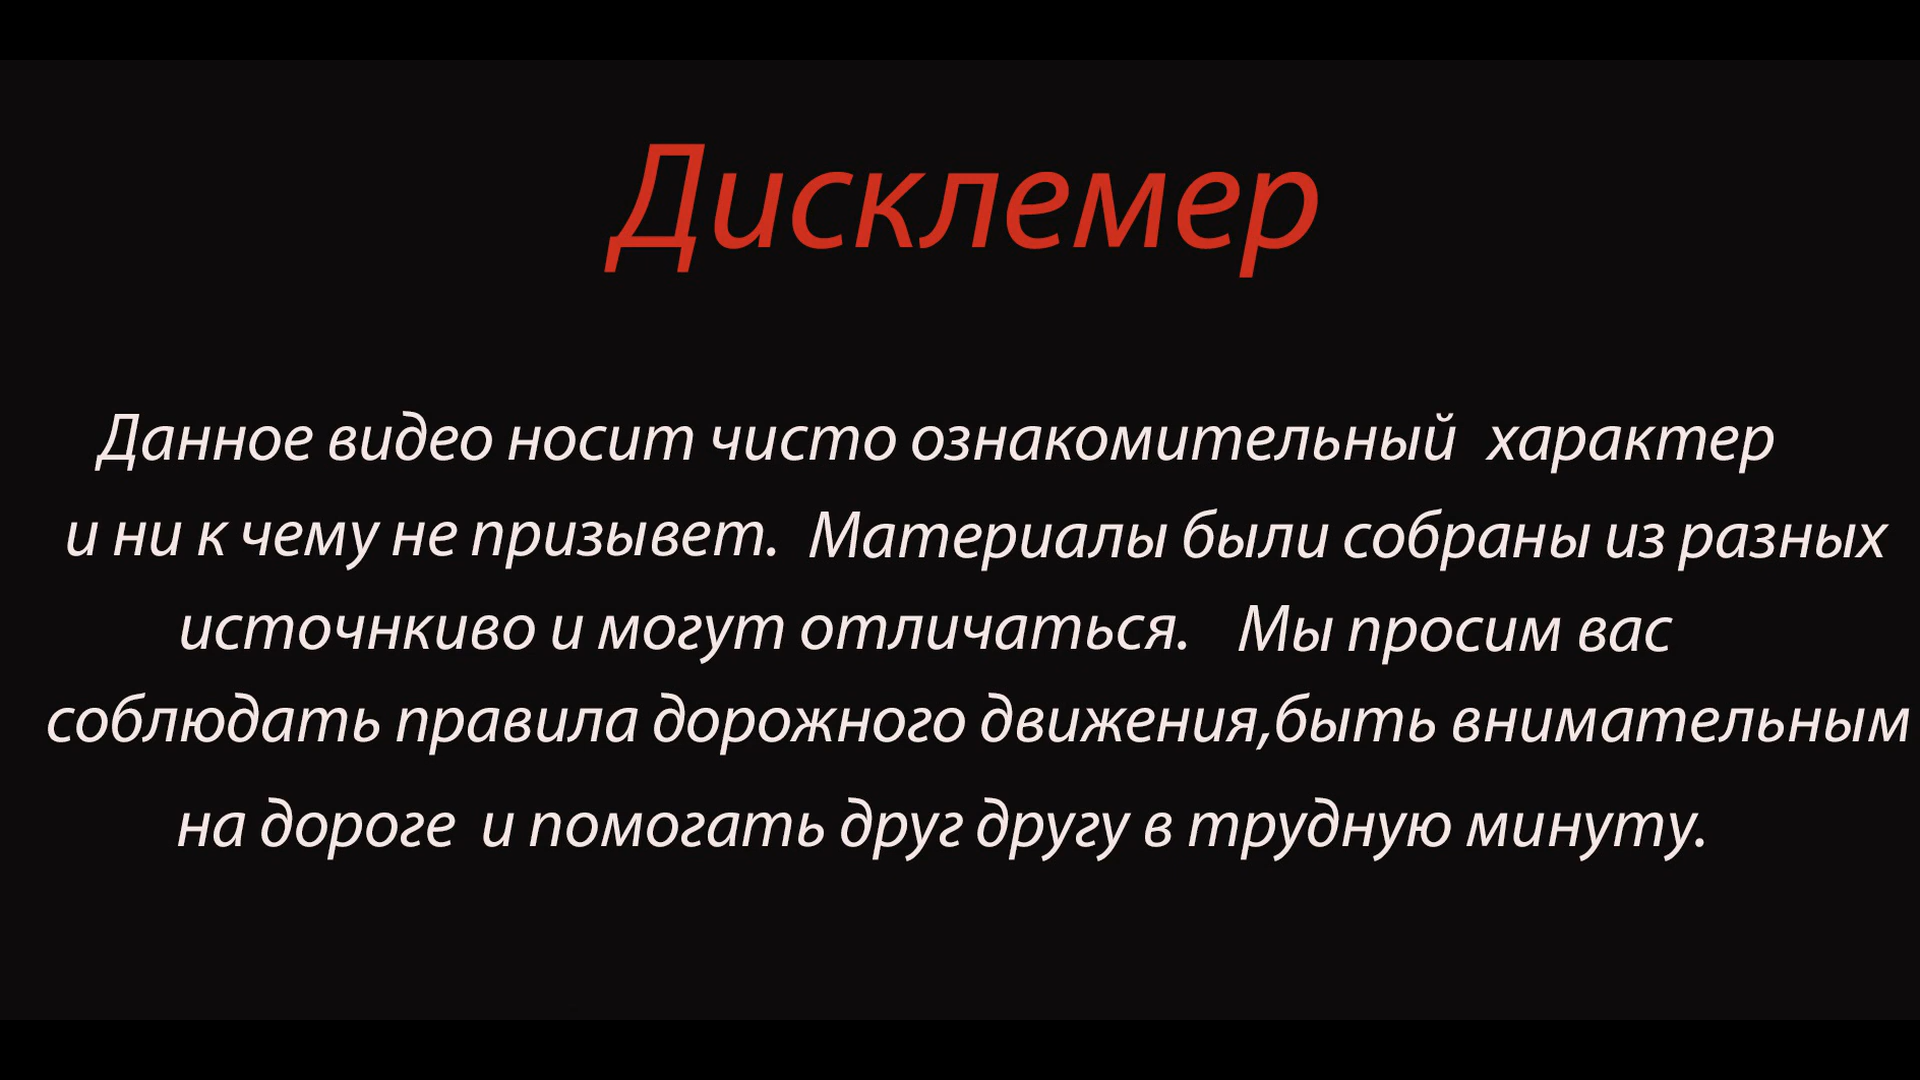 Дисклемер
Данное видео носит чисто ознакомительный характер
и ни к чему не призывет. Материалы были собраны из разных
источнкиво и могут отличаться. Мы просим вас
соблюдать правила дорожного движения,быть внимательным
на дороге и помогать друг другу в трудную минуту.